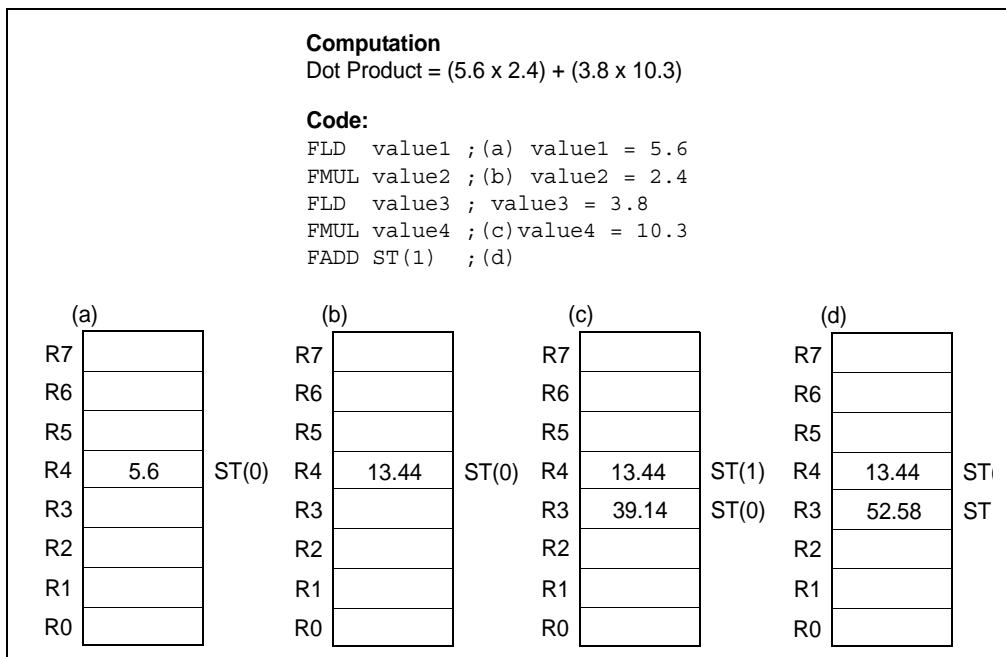 Computation
Dot Product = (5.6 x 2.4) + (3.8 x 10.3)
Code:
FLD value1 ;(a) value1 = 5.6
FMUL value2 ;(b) value2 = 2.4
FLD value3 ; value3 = 3.8
FMUL value4 ;(c)value4 = 10.3
FADD ST(1) ;(d)
(a) (b) (c) (d)
R7 R7 R7 R7
R6 R6 R6 R6
R5 R5 R5 R5
R4 5.6 ST(0) R4 13.44 ST(0) R4 13.44 ST(1) R4 13.44 ST(
R3 R3 R3 39.14 ST(0) R3 52.58 ST
R2 R2 R2 R2
R1 R1 R1 R1
R0 R0 R0 R0